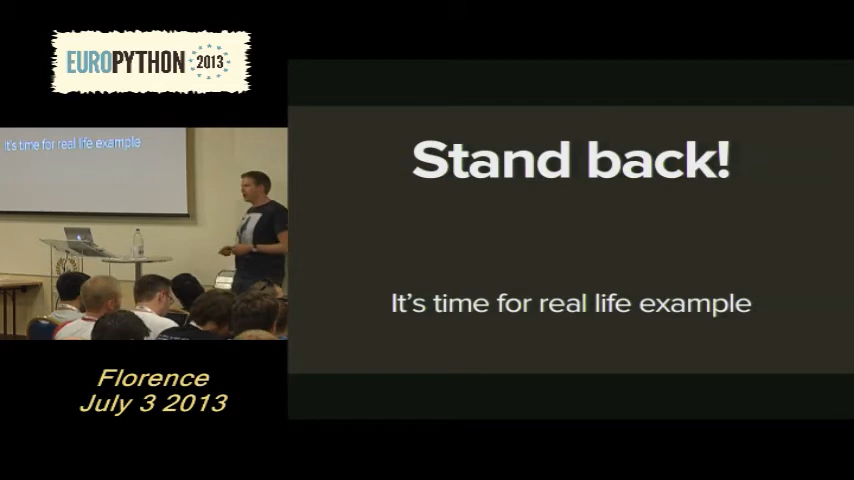 EUROPYTHON 2013
It's time for real life example
Stand back!
It's time for real life example
Florence
July 3 2013